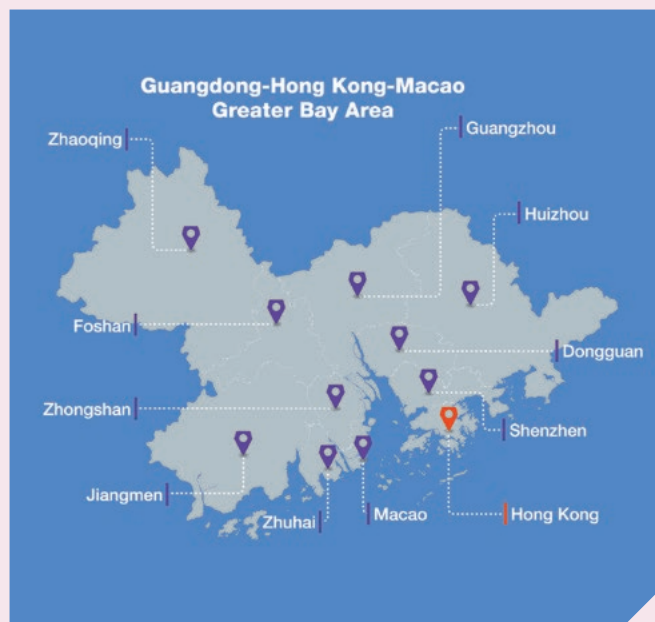 Guangdong-Hong Kong-Macao
Greater Bay Area
Zhaoqing
Guangzhou
Huizhou
Foshan
Dongguan
Zhongshan
Shenzhen
Jiangmen
Zhuhai
Macao
Hong Kong